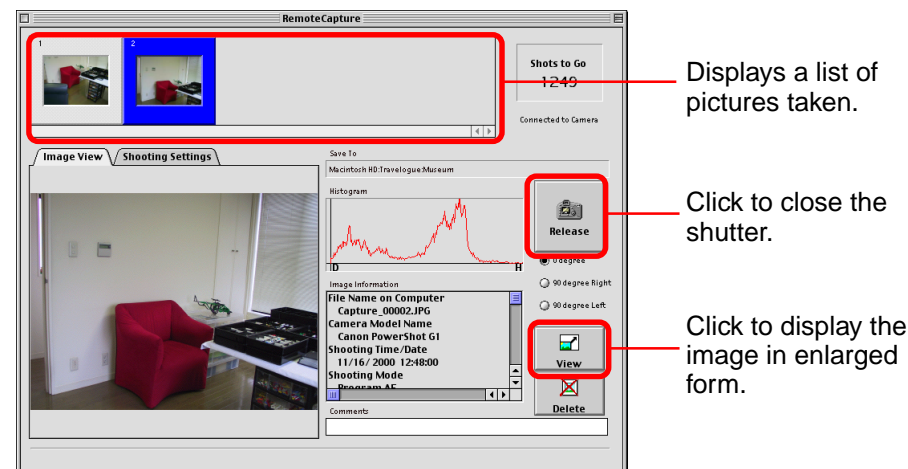 RemoteCapture
1
2
Shots to Go
1249
Connected to Camera
Displays a list of
pictures taken.
Image View
Shooting Settings
Save To
Macintosh HD:Travelogue:Museum
Histogram
D
H
Release
Click to close the
shutter.
0 degree
90 degree Right
90 degree Left
Image Information
File Name on Computer
Capture_00002.JPG
Camera Model Name
Canon PowerShot G1
Shooting Time/Date
11/16/ 2000 12:48:00
Shooting Mode
Program AE
View
Click to display the
image in enlarged
form.
Delete
Comments